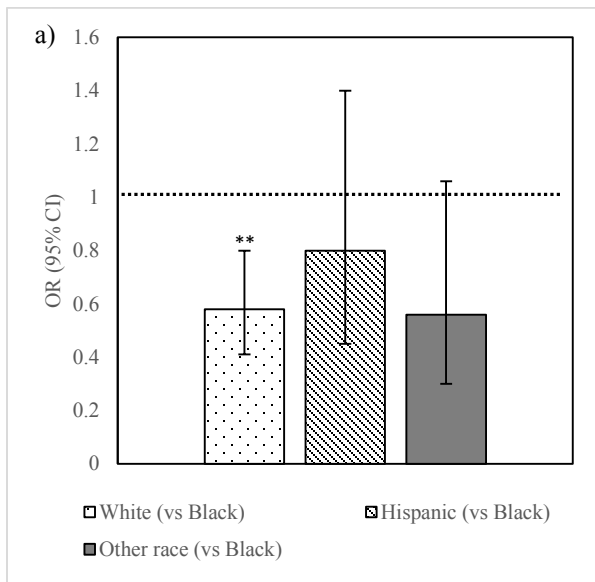 a)
1.6
1.4
1.2
1
0.8
0.6
0.4
0.2
0
OR (95% CI)
**
White (vs Black)
Hispanic (vs Black)
Other race (vs Black)